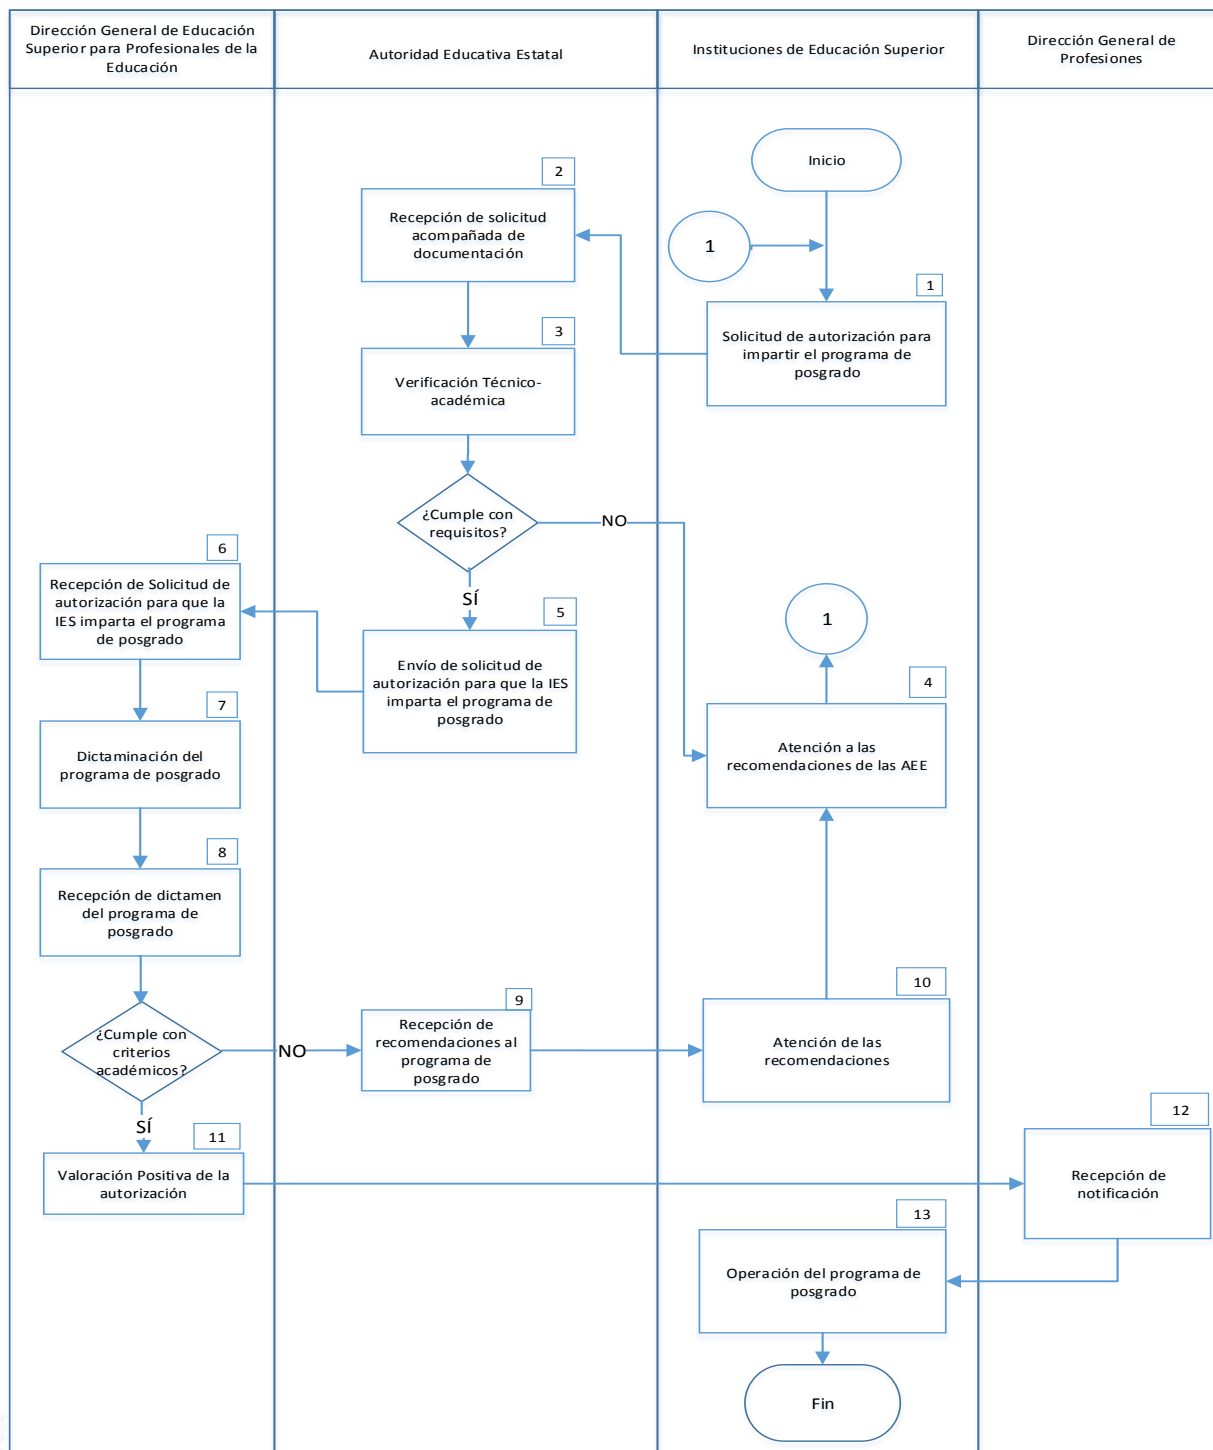 Dirección General de Educación
Superior para Profesionales de la
Educación
Autoridad Educativa Estatal
Instituciones de Educación Superior
Dirección General de
Profesiones
Inicio
2
Recepción de solicitud
acompañada de
documentación
1
1
Solicitud de autorización para
impartir el programa de
posgrado
3
Verificación Técnico-
académica
¿Cumple con
requisitos?
NO
SÍ
6
Recepción de Solicitud de
autorización para que la
IES imparta el programa
de posgrado
5
Envío de solicitud de
autorización para que la IES
imparta el programa de
posgrado
1
4
Atención a las
recomendaciones de las AEE
7
Dictaminación del
programa de posgrado
8
Recepción de dictamen
del programa de
posgrado
¿Cumple con
criterios
académicos?
NO
SÍ
9
Recepción de
recomendaciones al
programa de
posgrado
10
Atención de las
recomendaciones
11
Valoración Positiva de la
autorización
12
Recepción de
notificación
13
Operación del programa de
posgrado
Fin